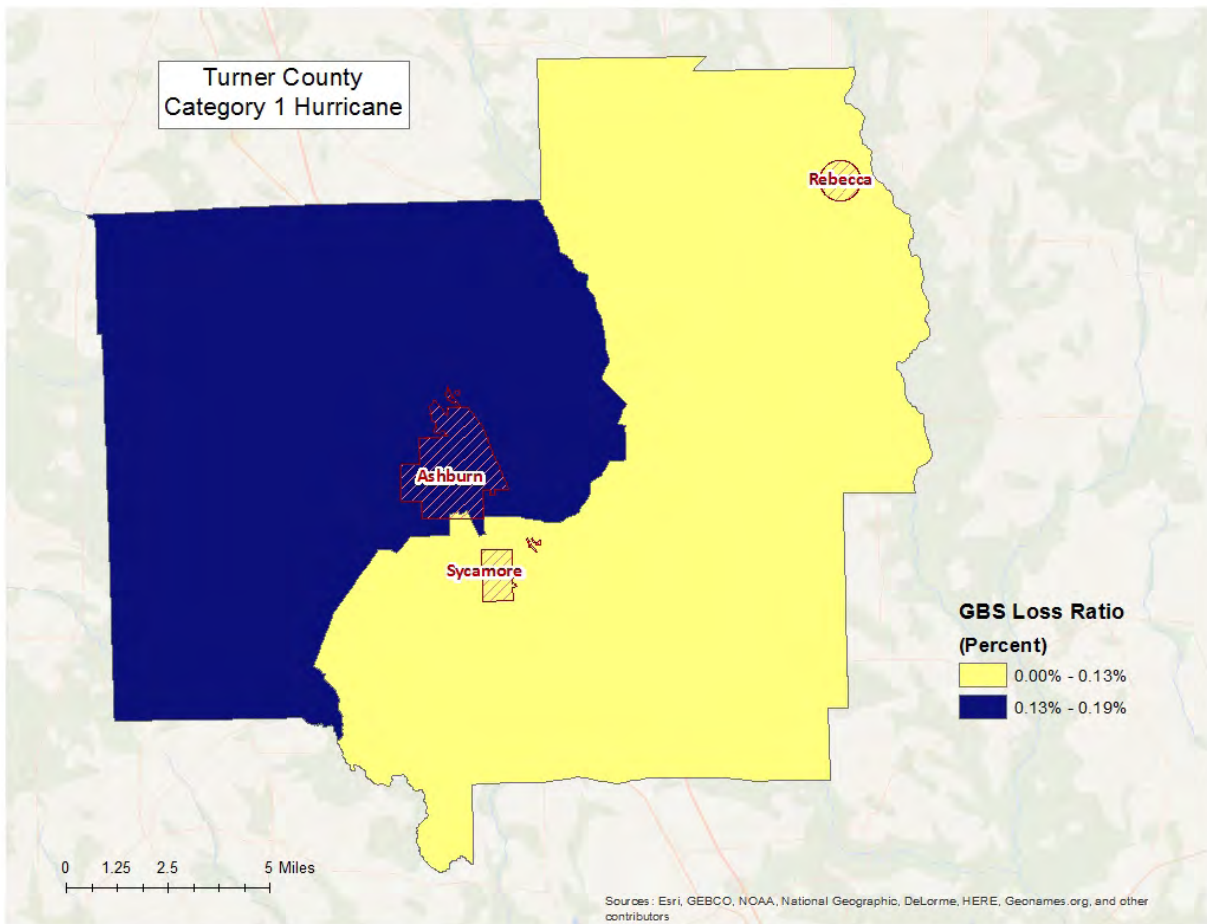 Turner County
Category 1 Hurricane
Rebecca
Ashburn
Sycamore
GBS Loss Ratio
(Percent)
0.00% - 0.13%
0.13% - 0.19%
0 1.25 2.5 5 Miles
Sources: Esri, GEBCO, NOAA, National Geographic, DeLorme, HERE, Geonames.org, and other
contributors